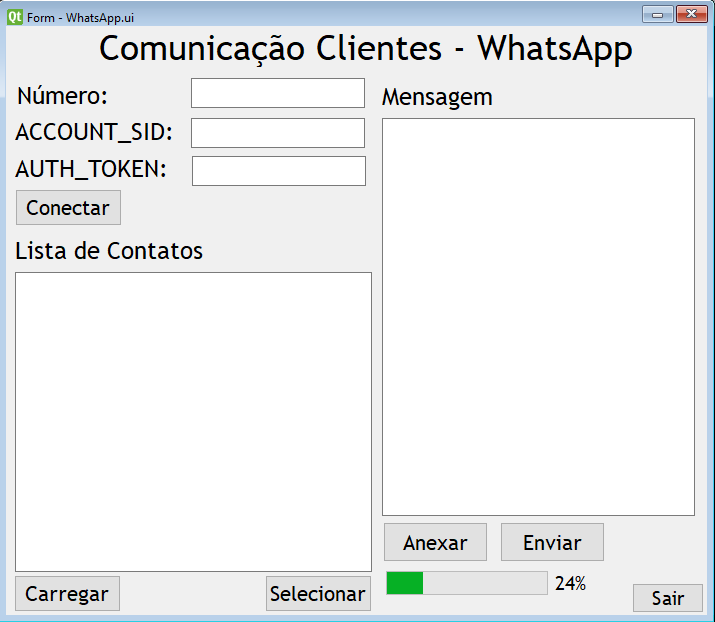 Qt Form - WhatsApp.ui
Comunicação Clientes - WhatsApp
Número:
ACCOUNT_SID:
AUTH_TOKEN:
Conectar
Lista de Contatos
Carregar
Selecionar
Mensagem
Anexar
Enviar
24%
Sair